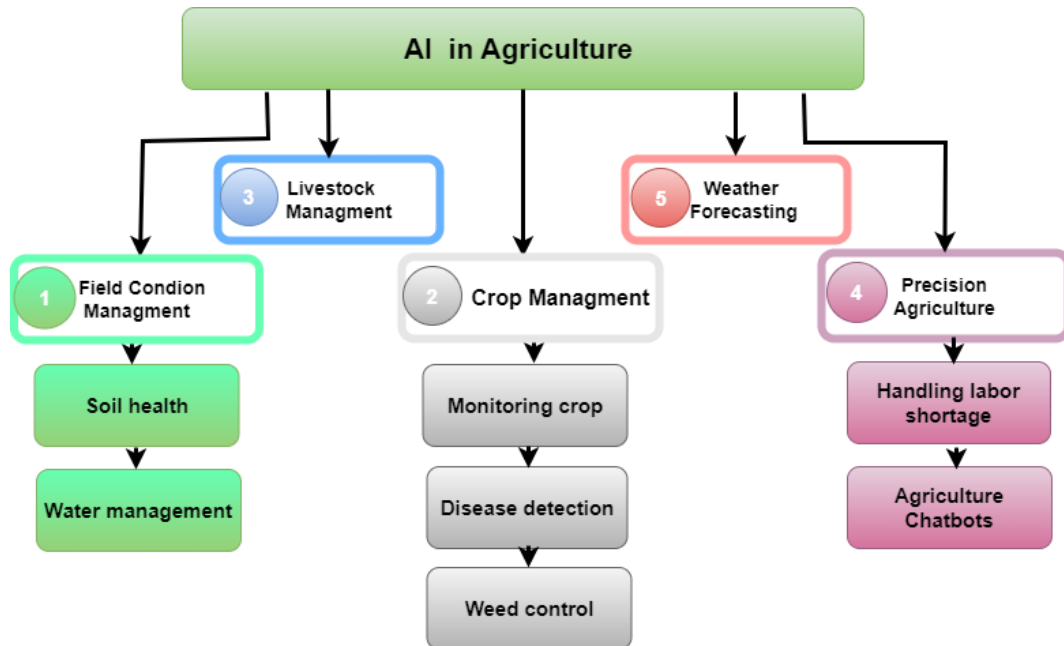 AI in Agriculture
3
Livestock
Managment
5
Weather
Forecasting
1
Field Condion
Managment
2
Crop Managment
4
Precision
Agriculture
Soil health
Water management
Monitoring crop
Disease detection
Weed control
Handling labor
shortage
Agriculture
Chatbots